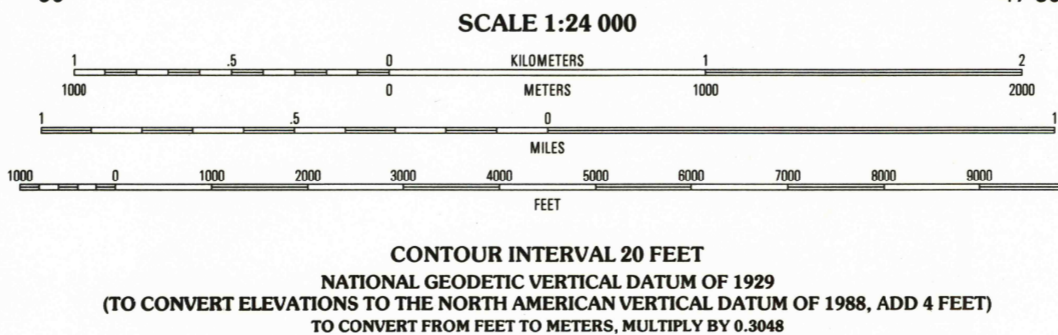 SCALE 1:24 000
1 .5 0 KILOMETERS 1 2
1000 0 METERS 1000 2000
1 .5 0 1
MILES
1000 0 1000 2000 3000 4000 5000 6000 7000 8000 9000
FEET
CONTOUR INTERVAL 20 FEET
NATIONAL GEODETIC VERTICAL DATUM OF 1929
(TO CONVERT ELEVATIONS TO THE NORTH AMERICAN VERTICAL DATUM OF 1988, ADD 4 FEET)
TO CONVERT FROM FEET TO METERS, MULTIPLY BY 0.3048